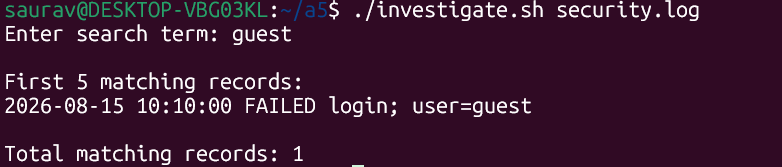 saurav@DESKTOP-VBG03KL:~/a5$ ./investigate.sh security.log
Enter search term: guest
First 5 matching records:
2026-08-15 10:10:00 FAILED login; user=guest
Total matching records: 1